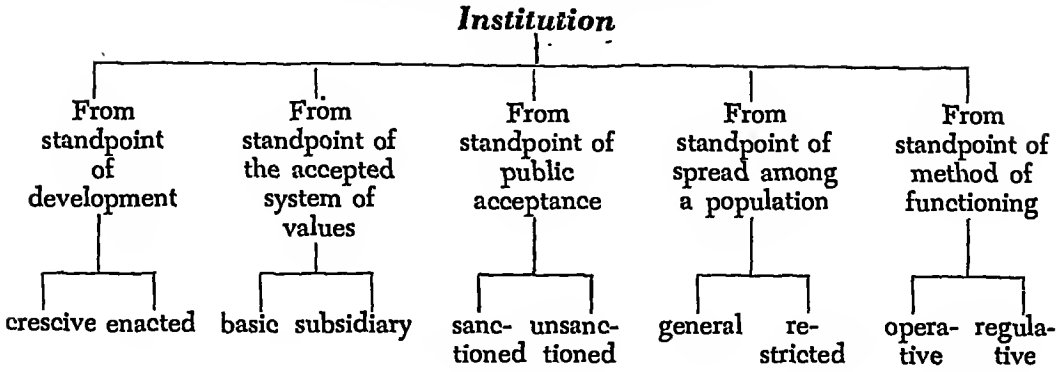 Institution
From
standpoint
of
development
From
standpoint of
the accepted
system of
values
From
standpoint of
public
acceptance
From
standpoint of
spread among
a population
From
standpoint of
method of
functioning
crescive enacted
basic subsidiary
sanc- unsanc-
tioned tioned
general re-
stricted
opera- regula-
tive tive